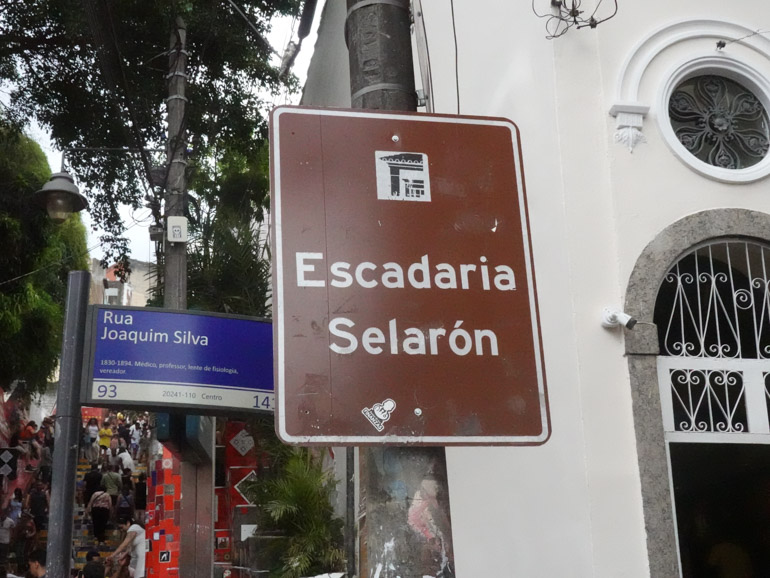 Escadaria
Selarón
Rua
Joaquim Silva
1830-1894. Médico, professor, lente de fisiologia,
vereador
93 20241-110 Centro 141